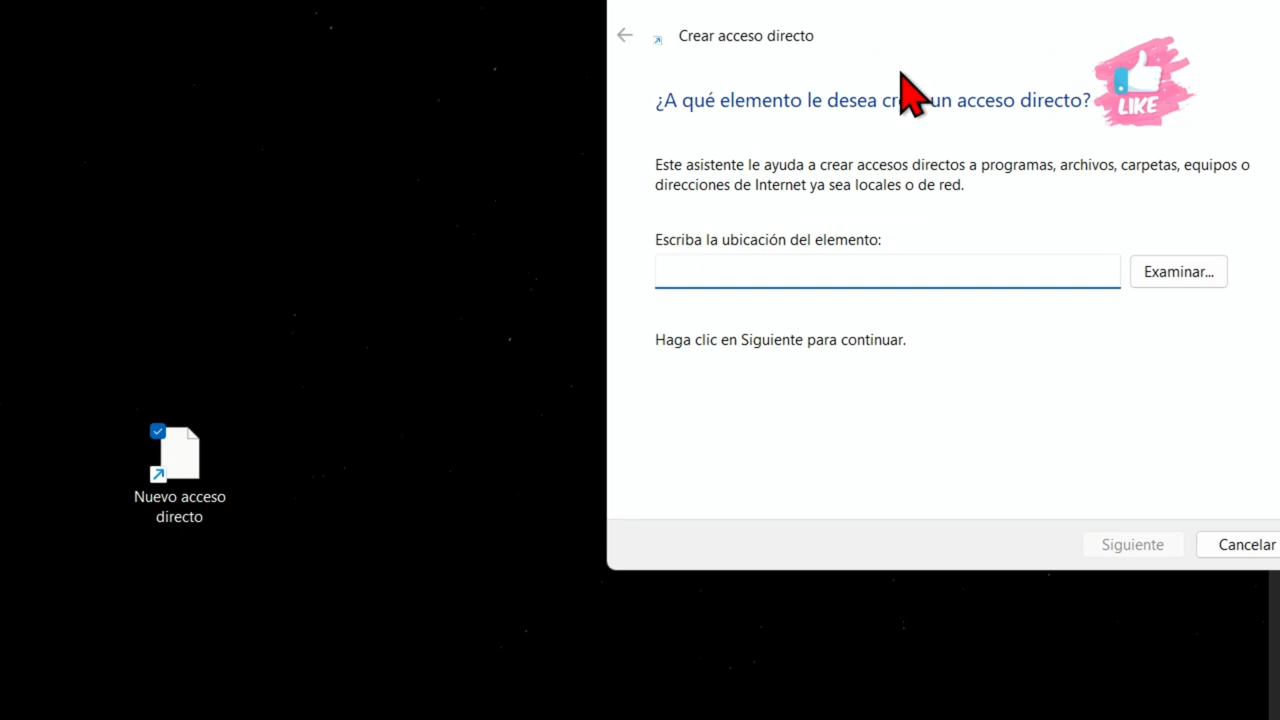 Crear acceso directo
¿A qué elemento le desea un acceso directo?
LIKE
Este asistente le ayuda a crear accesos directos a programas, archivos, carpetas, equipos o
direcciones de Internet ya sea locales o de red.
Escriba la ubicación del elemento:
Examinar...
Haga clic en Siguiente para continuar.
Nuevo acceso
directo
Siguiente
Cancelar